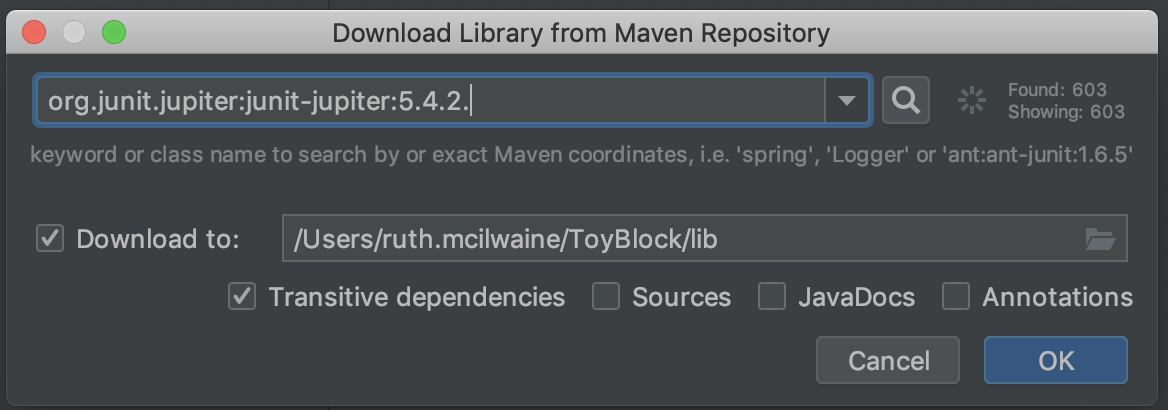 Download Library from Maven Repository
org.junit.jupiter:junit-jupiter:5.4.2.
Found: 603
Showing: 603
keyword or class name to search by or exact Maven coordinates, i.e. 'spring', 'Logger' or 'ant:ant-junit:1.6.5'
Download to: /Users/ruth.mcilwaine/ToyBlock/lib
Transitive dependencies Sources JavaDocs Annotations
Cancel OK